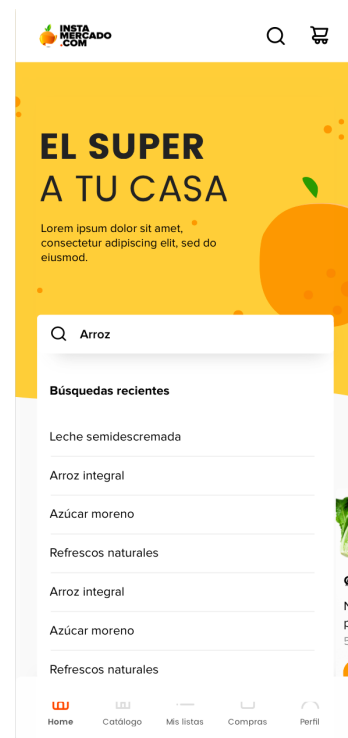 INSTA
MERCADO
.COM
EL SUPER
A TU CASA
Lorem ipsum dolor sit amet,
consectetur adipiscing elit, sed do
eiusmod.
Arroz
Búsquedas recientes
Leche semidescremada
Arroz integral
Azúcar moreno
Refrescos naturales
Arroz integral
Azúcar moreno
Refrescos naturales
Home Catálogo Mis listas Compras Perfil